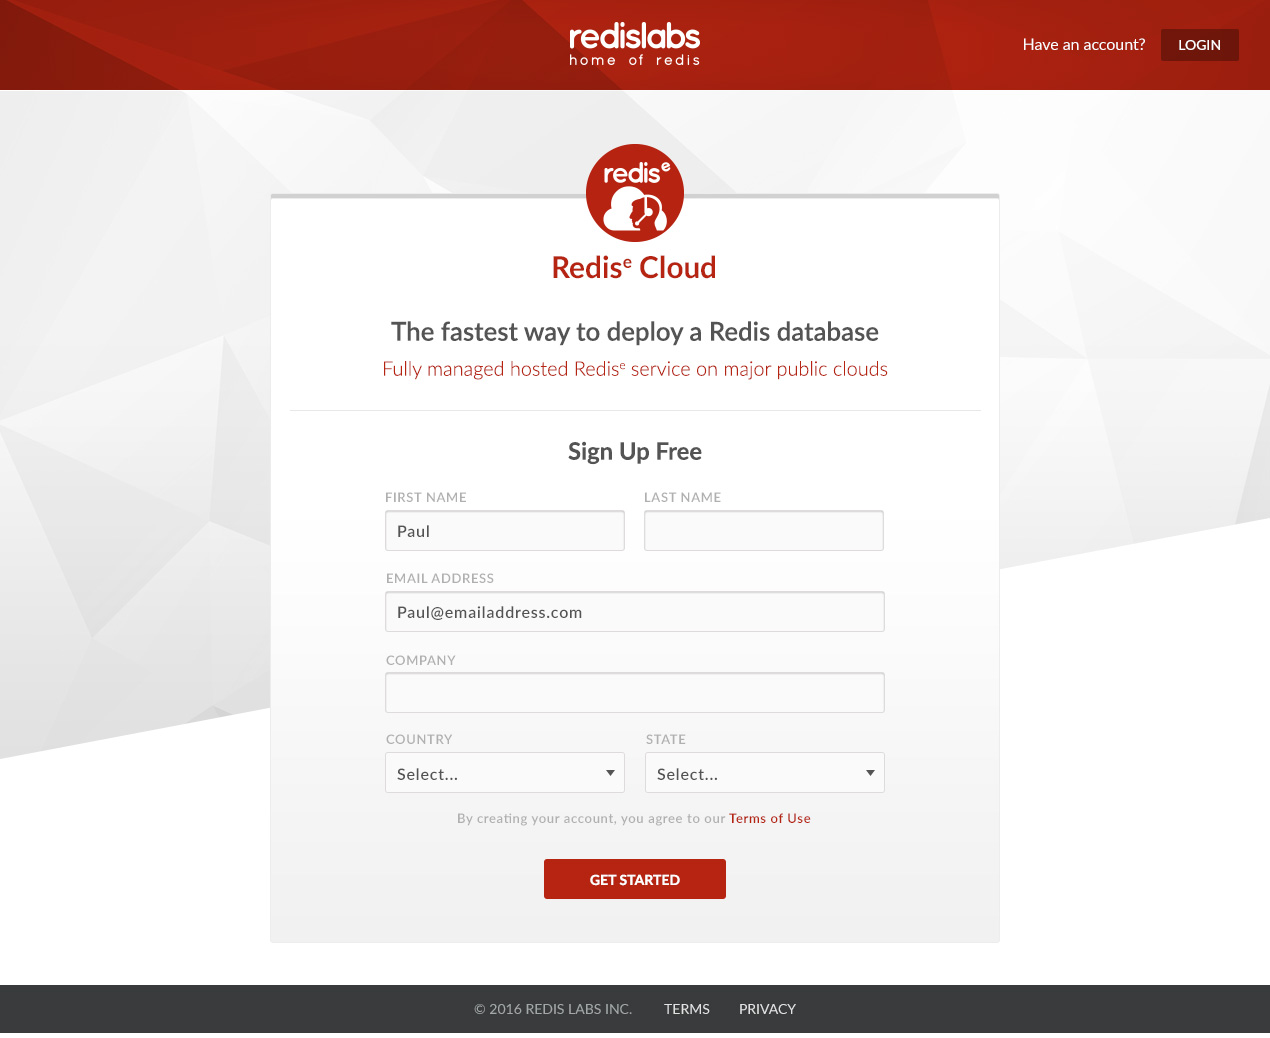 redislabs
home of redis
Have an account? LOGIN
redisᵉ
Redisᵉ Cloud
The fastest way to deploy a Redis database
Fully managed hosted Redisᵉ service on major public clouds
Sign Up Free
FIRST NAME LAST NAME
Paul
EMAIL ADDRESS
Paul@emailaddress.com
COMPANY
COUNTRY STATE
Select... Select...
By creating your account, you agree to our Terms of Use
GET STARTED
© 2016 REDIS LABS INC. TERMS PRIVACY